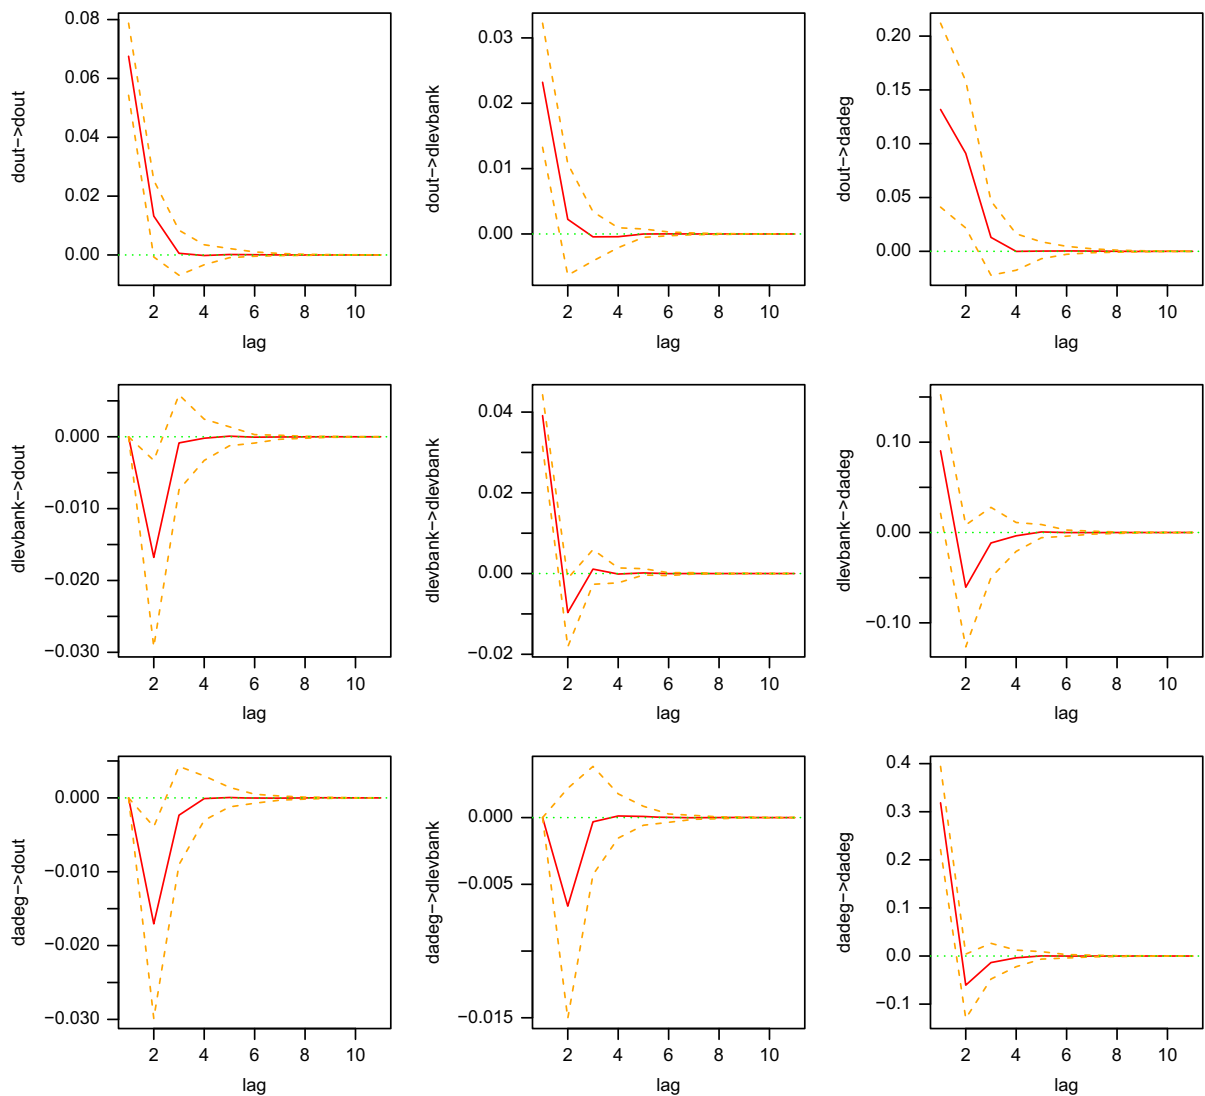 dout−>dout
0.08
0.06
0.04
0.02
0.00
2 4 6 8 10
lag
dout−>dlevbank
0.03
0.02
0.01
0.00
2 4 6 8 10
lag
dout−>dadeg
0.20
0.15
0.10
0.05
0.00
2 4 6 8 10
lag
dlevbank−>dout
0.000
−0.010
−0.020
−0.030
2 4 6 8 10
lag
dlevbank−>dlevbank
0.04
0.02
0.00
−0.02
2 4 6 8 10
lag
dlevbank−>dadeg
0.10
0.00
−0.10
2 4 6 8 10
lag
dadeg−>dout
0.000
−0.010
−0.020
−0.030
2 4 6 8 10
lag
dadeg−>dlevbank
0.000
−0.005
−0.015
2 4 6 8 10
lag
dadeg−>dadeg
0.4
0.3
0.2
0.1
0.0
−0.1
2 4 6 8 10
lag